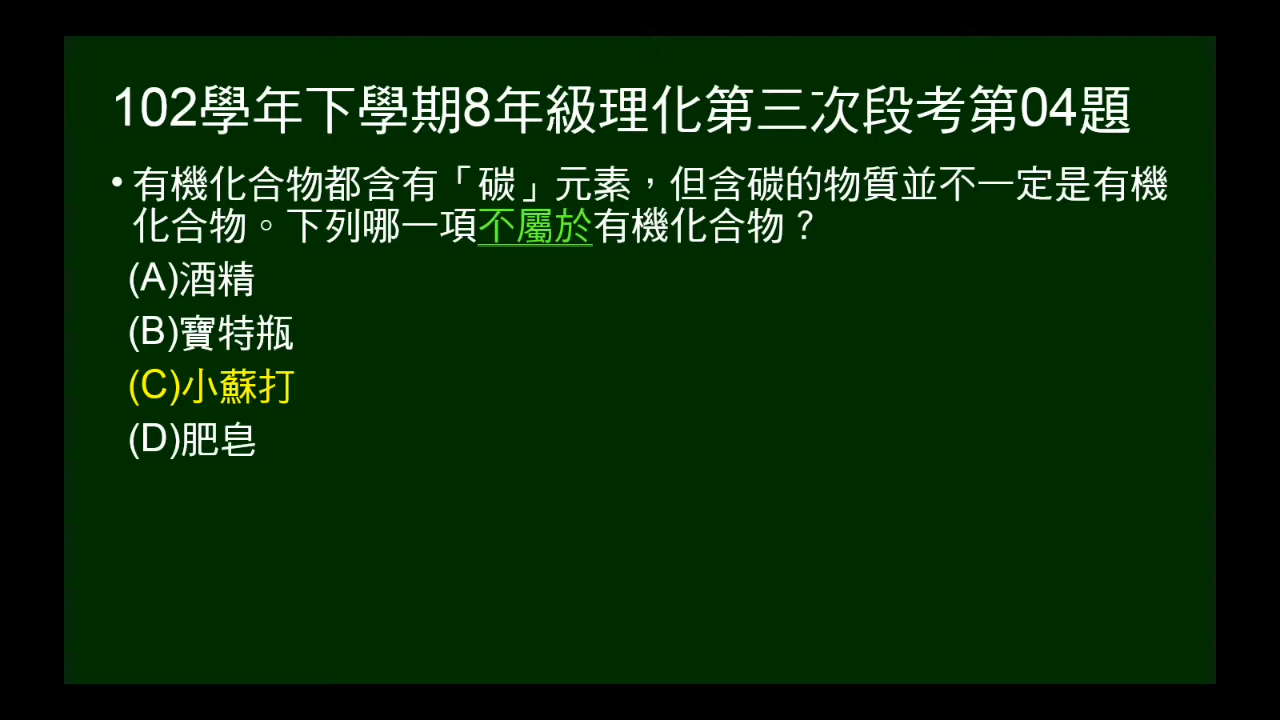 102學年下學期8年級理化第三次段考第04題
• 有機化合物都含有「碳」元素，但含碳的物質並不一定是有機
化合物。下列哪一項不屬於有機化合物？
(A)酒精
(B)寶特瓶
(C)小蘇打
(D)肥皂